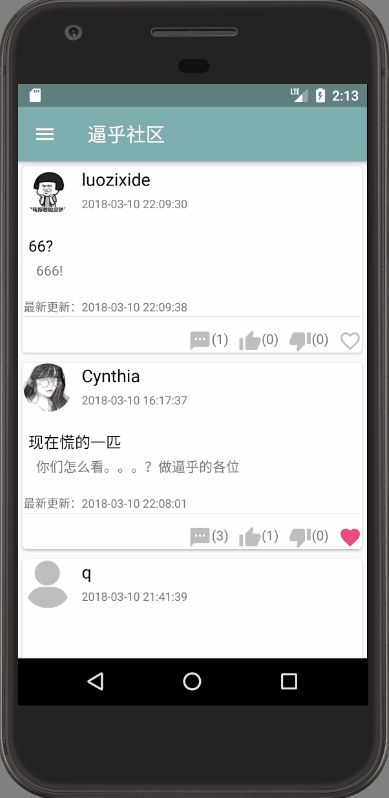 LTE 2:13
逼乎社区
luozixide
2018-03-10 22:09:30
66?
666!
最新更新：2018-03-10 22:09:38
(1) (0) (0)
Cynthia
2018-03-10 16:17:37
现在慌的一匹
你们怎么看。。。？做逼乎的各位
最新更新：2018-03-10 22:08:01
(3) (1) (0)
q
2018-03-10 21:41:39